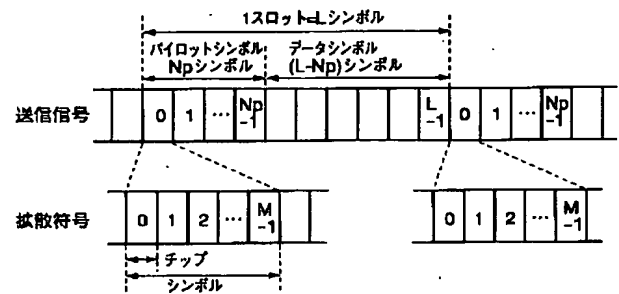 1スロット=Lシンボル
パイロットシンボル データシンボル
Npシンボル (L-Np)シンボル
送信信号 0 1 … Np-1 L-1 0 1 … Np-1
拡散符号 0 1 2 … M-1 0 1 2 … M-1
チップ
シンボル